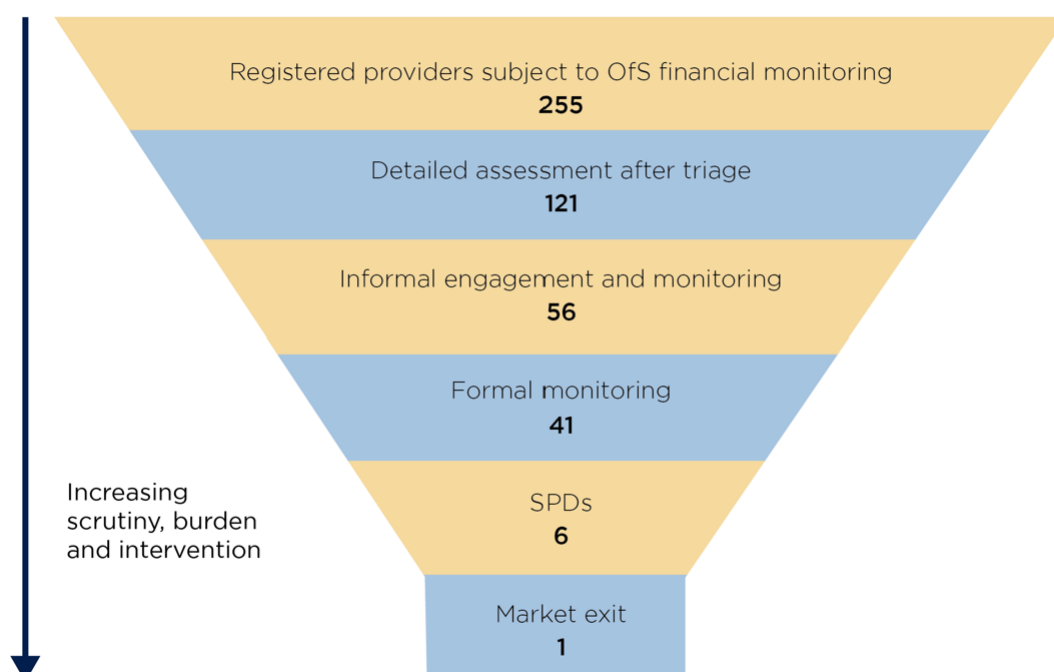 Registered providers subject to OfS financial monitoring
255
Detailed assessment after triage
121
Informal engagement and monitoring
56
Formal monitoring
41
Increasing
scrutiny, burden
and intervention
SPDs
6
Market exit
1